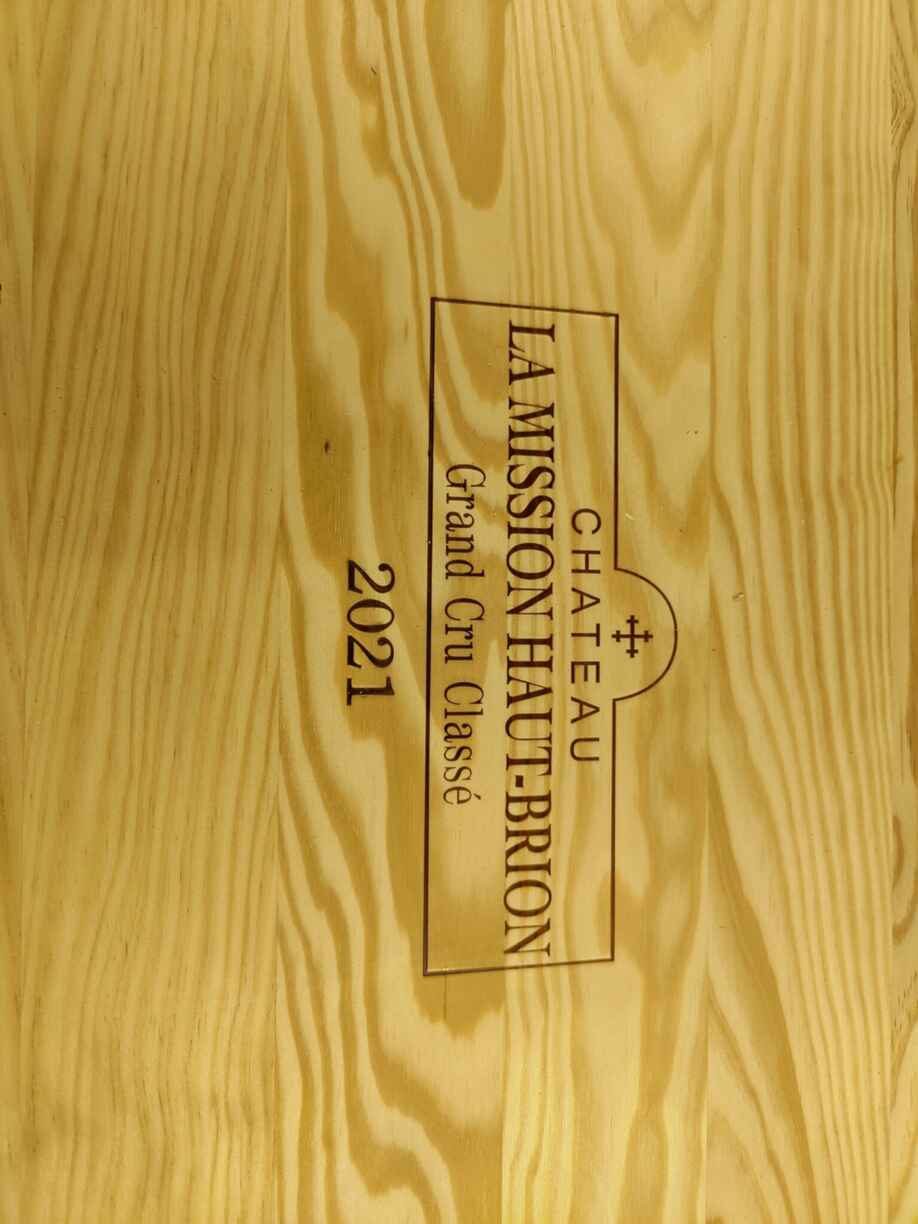 CHATEAU
LA MISSION HAUT-BRION
Grand Cru Classé
2021